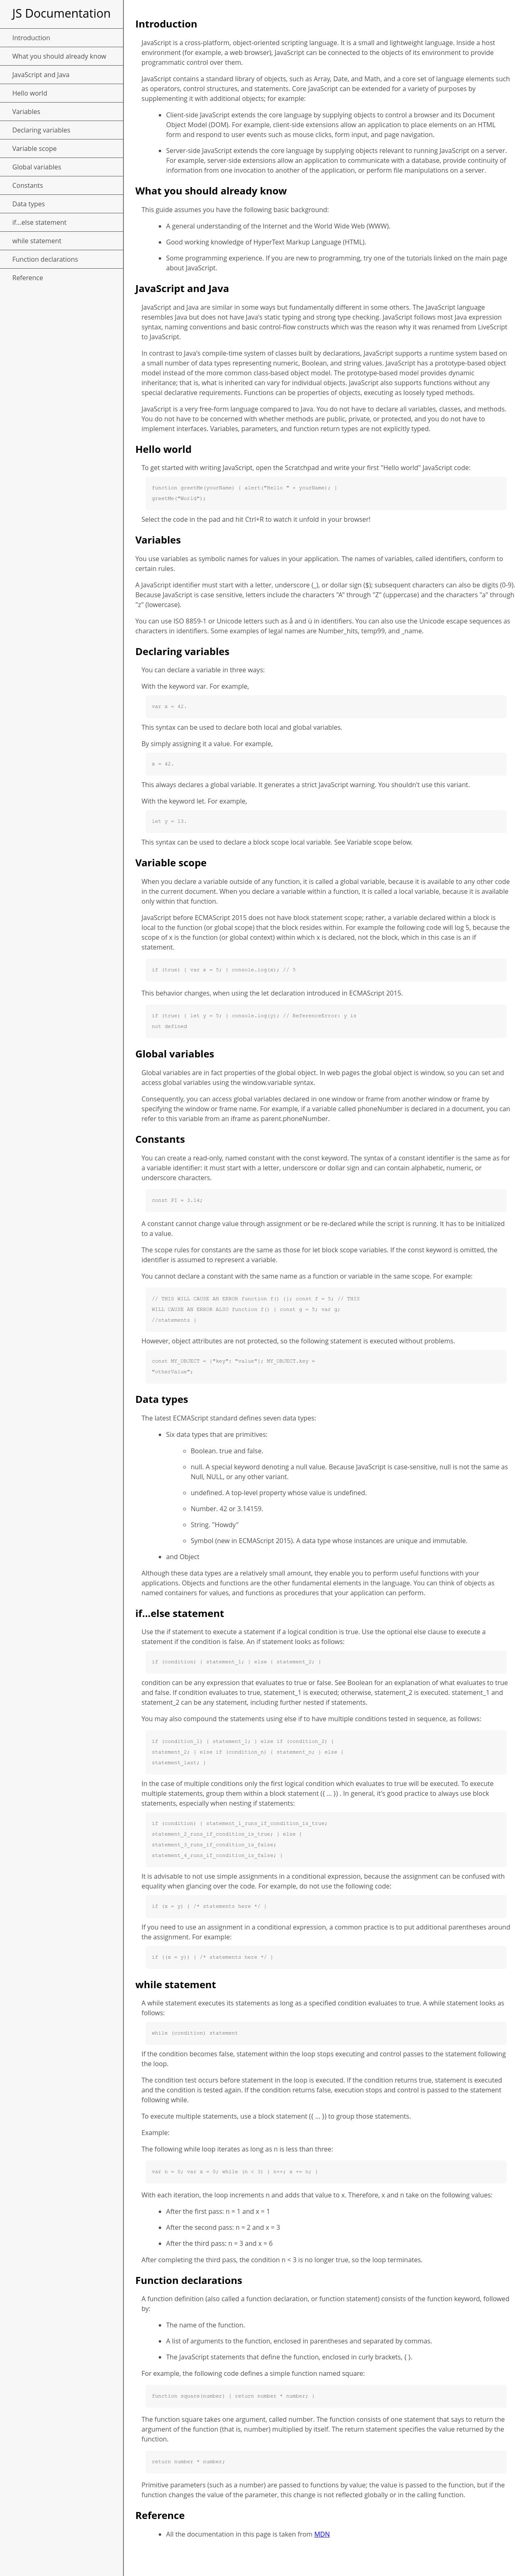 JS Documentation
Introduction
What you should already know
JavaScript and Java
Hello world
Variables
Declaring variables
Variable scope
Global variables
Constants
Data types
if...else statement
while statement
Function declarations
Reference
Introduction
JavaScript is a cross-platform, object-oriented scripting language. It is a small and lightweight language. Inside a host
environment (for example, a web browser), JavaScript can be connected to the objects of its environment to provide
programmatic control over them.
JavaScript contains a standard library of objects, such as Array, Date, and Math, and a core set of language elements such
as operators, control structures, and statements. Core JavaScript can be extended for a variety of purposes by
supplementing it with additional objects; for example:
• Client-side JavaScript extends the core language by supplying objects to control a browser and its Document
Object Model (DOM). For example, client-side extensions allow an application to place elements on an HTML
form and respond to user events such as mouse clicks, form input, and page navigation.
• Server-side JavaScript extends the core language by supplying objects relevant to running JavaScript on a server.
For example, server-side extensions allow an application to communicate with a database, provide continuity of
information from one invocation to another of the application, or perform file manipulations on a server.
What you should already know
This guide assumes you have the following basic background:
• A general understanding of the Internet and the World Wide Web (WWW).
• Good working knowledge of HyperText Markup Language (HTML).
• Some programming experience. If you are new to programming, try one of the tutorials linked on the main page
about JavaScript.
JavaScript and Java
JavaScript and Java are similar in some ways but fundamentally different in some others. The JavaScript language
resembles Java but does not have Java's static typing and strong type checking. JavaScript follows most Java expression
syntax, naming conventions and basic control-flow constructs which was the reason why it was renamed from LiveScript
to JavaScript.
In contrast to Java's compile-time system of classes built by declarations, JavaScript supports a runtime system based on
a small number of data types representing numeric, Boolean, and string values. JavaScript has a prototype-based object
model instead of the more common class-based object model. The prototype-based model provides dynamic
inheritance; that is, what is inherited can vary for individual objects. JavaScript also supports functions without any
special declarative requirements. Functions can be properties of objects, executing as loosely typed methods.
JavaScript is a very free-form language compared to Java. You do not have to declare all variables, classes, and methods.
You do not have to be concerned with whether methods are public, private, or protected, and you do not have to
implement interfaces. Variables, parameters, and function return types are not explicitly typed.
Hello world
To get started with writing JavaScript, open the Scratchpad and write your first "Hello world" JavaScript code:
function greetMe(yourName) { alert("Hello " + yourName); }
greetMe("World");
Select the code in the pad and hit Ctrl+R to watch it unfold in your browser!
Variables
You use variables as symbolic names for values in your application. The names of variables, called identifiers, conform to
certain rules.
A JavaScript identifier must start with a letter, underscore (_), or dollar sign ($); subsequent characters can also be digits (0-9).
Because JavaScript is case sensitive, letters include the characters "A" through "Z" (uppercase) and the characters "a" through
"z" (lowercase).
You can use ISO 8859-1 or Unicode letters such as å and ü in identifiers. You can also use the Unicode escape sequences as
characters in identifiers. Some examples of legal names are Number_hits, temp99, and _name.
Declaring variables
You can declare a variable in three ways:
With the keyword var. For example,
var x = 42.
This syntax can be used to declare both local and global variables.
By simply assigning it a value. For example,
x = 42.
This always declares a global variable. It generates a strict JavaScript warning. You shouldn't use this variant.
With the keyword let. For example,
let y = 13.
This syntax can be used to declare a block scope local variable. See Variable scope below.
Variable scope
When you declare a variable outside of any function, it is called a global variable, because it is available to any other code
in the current document. When you declare a variable within a function, it is called a local variable, because it is available
only within that function.
JavaScript before ECMAScript 2015 does not have block statement scope; rather, a variable declared within a block is
local to the function (or global scope) that the block resides within. For example the following code will log 5, because the
scope of x is the function (or global context) within which x is declared, not the block, which in this case is an if
statement.
if (true) { var x = 5; } console.log(x); // 5
This behavior changes, when using the let declaration introduced in ECMAScript 2015.
if (true) { let y = 5; } console.log(y); // ReferenceError: y is
not defined
Global variables
Global variables are in fact properties of the global object. In web pages the global object is window, so you can set and
access global variables using the window.variable syntax.
Consequently, you can access global variables declared in one window or frame from another window or frame by
specifying the window or frame name. For example, if a variable called phoneNumber is declared in a document, you can
refer to this variable from an iframe as parent.phoneNumber.
Constants
You can create a read-only, named constant with the const keyword. The syntax of a constant identifier is the same as for
a variable identifier: it must start with a letter, underscore or dollar sign and can contain alphabetic, numeric, or
underscore characters.
const PI = 3.14;
A constant cannot change value through assignment or be re-declared while the script is running. It has to be initialized
to a value.
The scope rules for constants are the same as those for let block scope variables. If the const keyword is omitted, the
identifier is assumed to represent a variable.
You cannot declare a constant with the same name as a function or variable in the same scope. For example:
// THIS WILL CAUSE AN ERROR function f() {}; const f = 5; // THIS
WILL CAUSE AN ERROR ALSO function f() { const g = 5; var g;
//statements }
However, object attributes are not protected, so the following statement is executed without problems.
const MY_OBJECT = {"key": "value"}; MY_OBJECT.key =
"otherValue";
Data types
The latest ECMAScript standard defines seven data types:
• Six data types that are primitives:
◦ Boolean. true and false.
◦ null. A special keyword denoting a null value. Because JavaScript is case-sensitive, null is not the same as
Null, NULL, or any other variant.
◦ undefined. A top-level property whose value is undefined.
◦ Number. 42 or 3.14159.
◦ String. "Howdy"
◦ Symbol (new in ECMAScript 2015). A data type whose instances are unique and immutable.
• and Object
Although these data types are a relatively small amount, they enable you to perform useful functions with your
applications. Objects and functions are the other fundamental elements in the language. You can think of objects as
named containers for values, and functions as procedures that your application can perform.
if...else statement
Use the if statement to execute a statement if a logical condition is true. Use the optional else clause to execute a
statement if the condition is false. An if statement looks as follows:
if (condition) { statement_1; } else { statement_2; }
condition can be any expression that evaluates to true or false. See Boolean for an explanation of what evaluates to true
and false. If condition evaluates to true, statement_1 is executed; otherwise, statement_2 is executed. statement_1 and
statement_2 can be any statement, including further nested if statements.
You may also compound the statements using else if to have multiple conditions tested in sequence, as follows:
if (condition_1) { statement_1; } else if (condition_2) {
statement_2; } else if (condition_n) { statement_n; } else {
statement_last; }
In the case of multiple conditions only the first logical condition which evaluates to true will be executed. To execute
multiple statements, group them within a block statement ({ ... }) . In general, it's good practice to always use block
statements, especially when nesting if statements:
if (condition) { statement_1_runs_if_condition_is_true;
statement_2_runs_if_condition_is_true; } else {
statement_3_runs_if_condition_is_false;
statement_4_runs_if_condition_is_false; }
It is advisable to not use simple assignments in a conditional expression, because the assignment can be confused with
equality when glancing over the code. For example, do not use the following code:
if (x = y) { /* statements here */ }
If you need to use an assignment in a conditional expression, a common practice is to put additional parentheses around
the assignment. For example:
if ((x = y)) { /* statements here */ }
while statement
A while statement executes its statements as long as a specified condition evaluates to true. A while statement looks as
follows:
while (condition) statement
If the condition becomes false, statement within the loop stops executing and control passes to the statement following
the loop.
The condition test occurs before statement in the loop is executed. If the condition returns true, statement is executed
and the condition is tested again. If the condition returns false, execution stops and control is passed to the statement
following while.
To execute multiple statements, use a block statement ({ ... }) to group those statements.
Example:
The following while loop iterates as long as n is less than three:
var n = 0; var x = 0; while (n < 3) { n++; x += n; }
With each iteration, the loop increments n and adds that value to x. Therefore, x and n take on the following values:
• After the first pass: n = 1 and x = 1
• After the second pass: n = 2 and x = 3
• After the third pass: n = 3 and x = 6
After completing the third pass, the condition n < 3 is no longer true, so the loop terminates.
Function declarations
A function definition (also called a function declaration, or function statement) consists of the function keyword, followed
by:
• The name of the function.
• A list of arguments to the function, enclosed in parentheses and separated by commas.
• The JavaScript statements that define the function, enclosed in curly brackets, { }.
For example, the following code defines a simple function named square:
function square(number) { return number * number; }
The function square takes one argument, called number. The function consists of one statement that says to return the
argument of the function (that is, number) multiplied by itself. The return statement specifies the value returned by the
function.
return number * number;
Primitive parameters (such as a number) are passed to functions by value; the value is passed to the function, but if the
function changes the value of the parameter, this change is not reflected globally or in the calling function.
Reference
• All the documentation in this page is taken from MDN